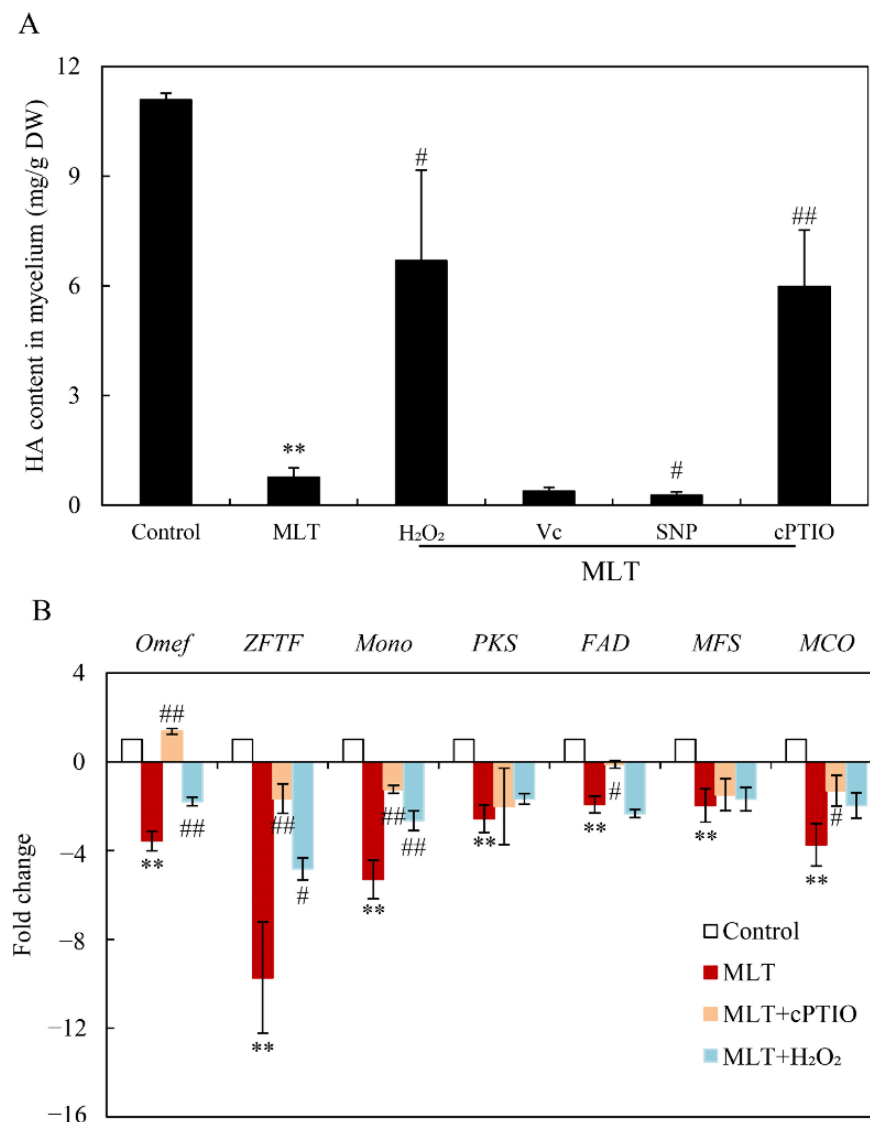 A
HA content in mycelium (mg/g DW)
12
9
6
3
0
**
#
#
##
Control MLT H₂O₂ Vc SNP cPTIO
MLT
B
Omef ZFTF Mono PKS FAD MFS MCO
Fold change
4
0
−4
−8
−12
−16
##
**
##
**
##
#
**
##
##
**
**
#
**
**
#
Control
MLT
MLT+cPTIO
MLT+H₂O₂